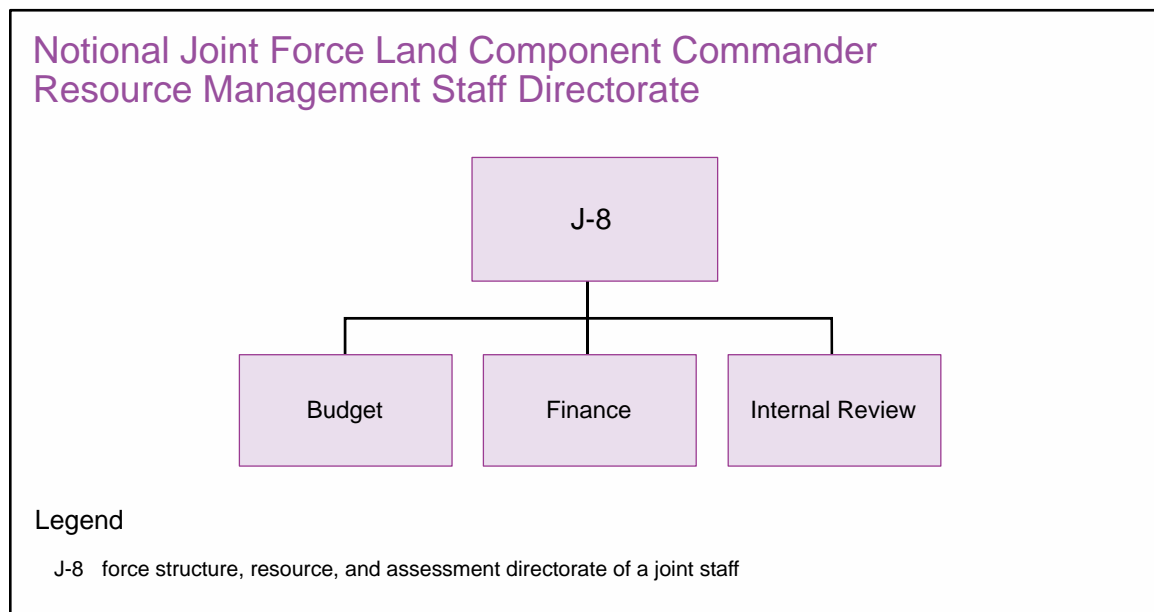 Notional Joint Force Land Component Commander
Resource Management Staff Directorate
J-8
Budget
Finance
Internal Review
Legend
J-8 force structure, resource, and assessment directorate of a joint staff